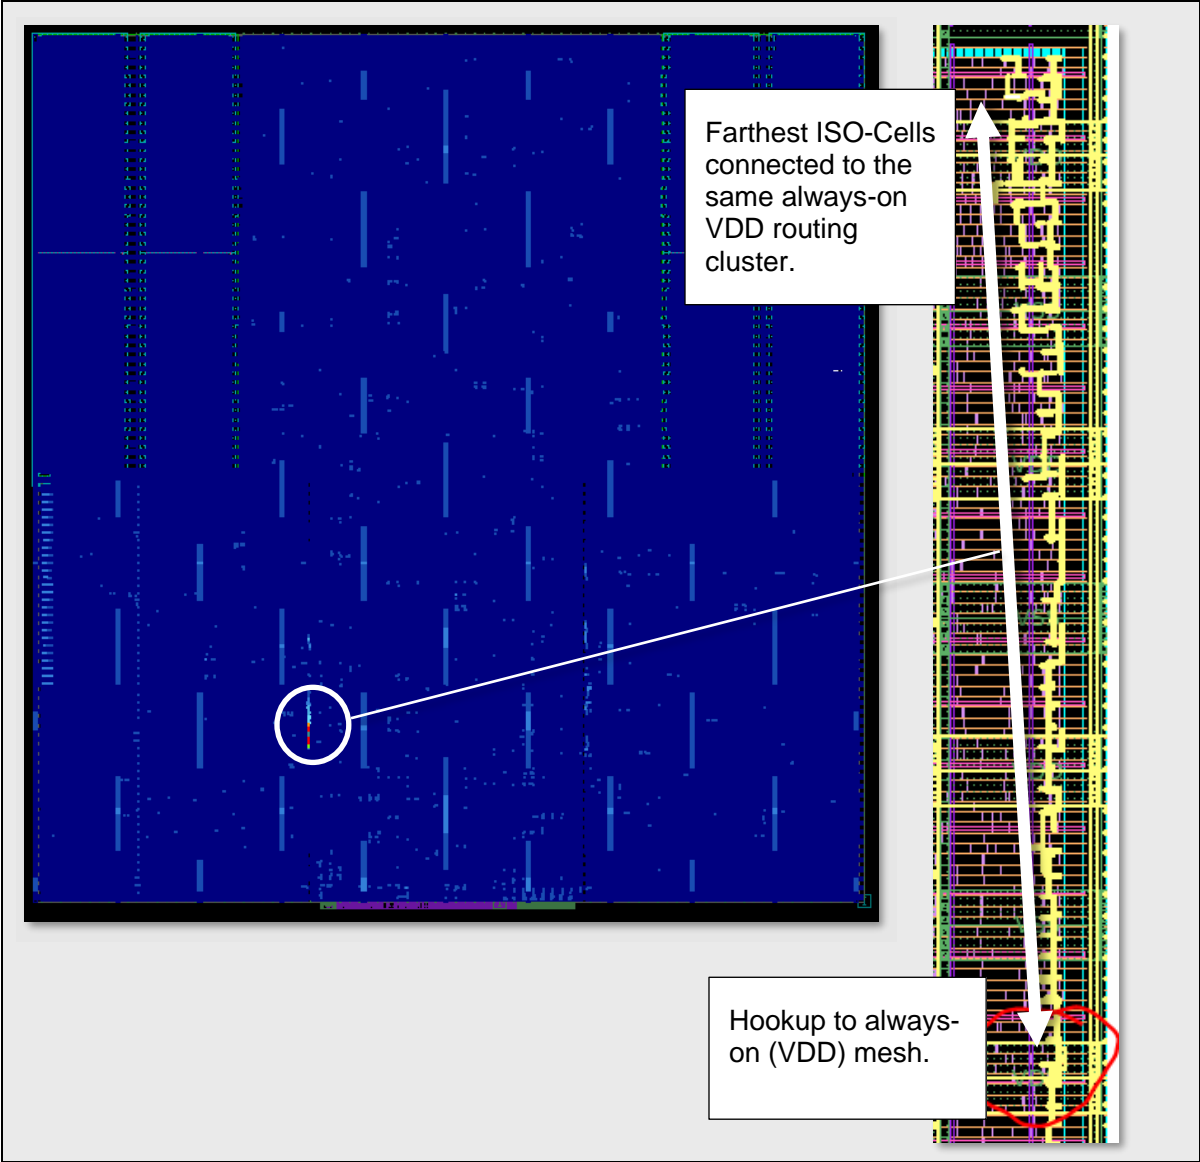 Farthest ISO-Cells
connected to the
same always-on
VDD routing
cluster.
Hookup to always-
on (VDD) mesh.